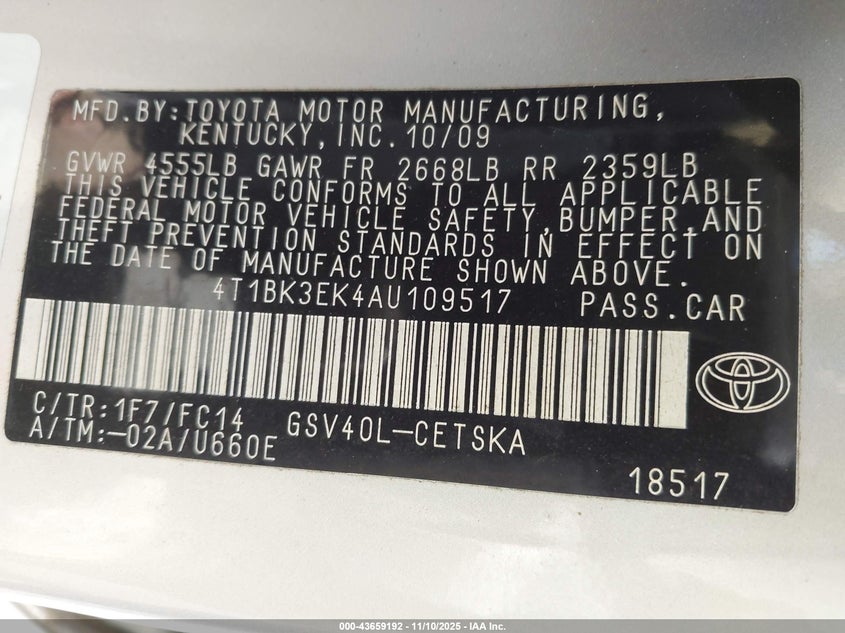 MFD.BY:TOYOTA MOTOR MANUFACTURING,
KENTUCKY,INC.10/09
GVWR 4555LB GAWR FR 2668LB RR 2359LB
THIS VEHICLE CONFORMS TO ALL APPLICABLE
FEDERAL MOTOR VEHICLE SAFETY,BUMPER,AND
THEFT PREVENTION STANDARDS IN EFFECT ON
THE DATE OF MANUFACTURE SHOWN ABOVE.
4T1BK3EK4AU109517 PASS.CAR
C/TR:1F7/FC14 GSV40L-CETSKA
A/TM:-02A/U660E
18517
000-43659192 - 11/10/2025 - IAA Inc.